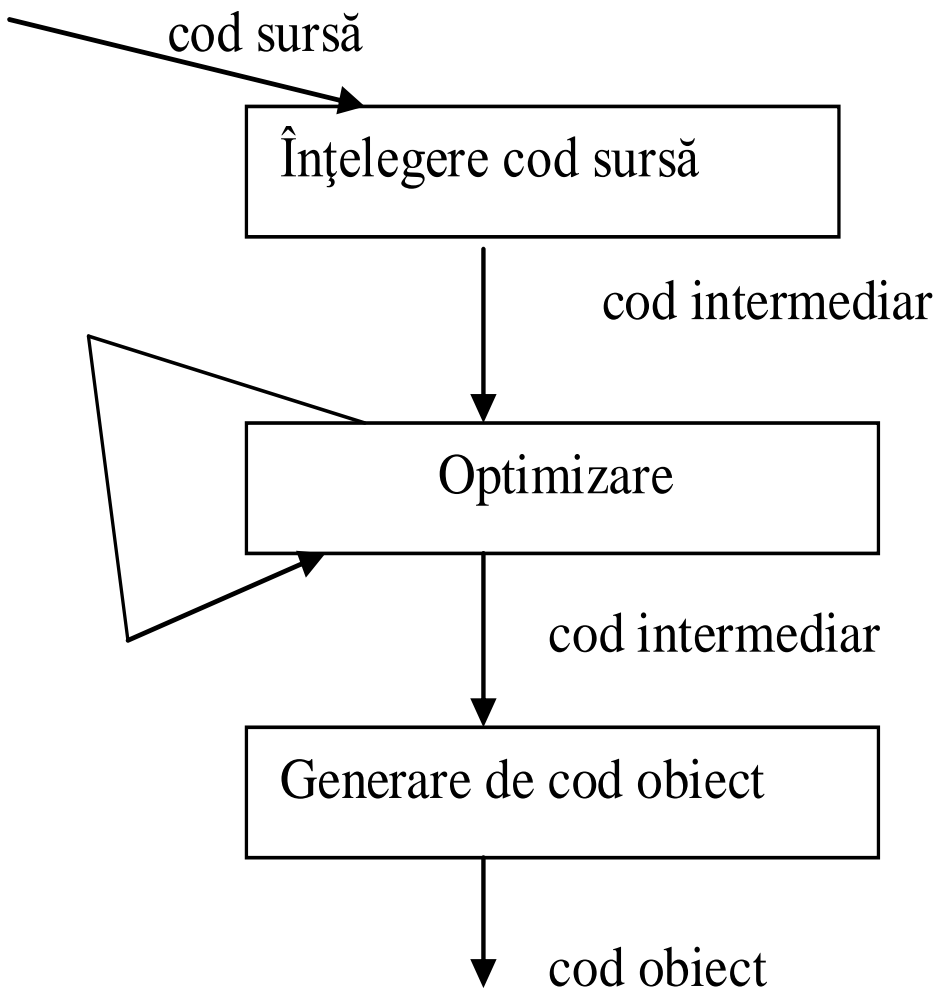 cod sursă
Înţelegere cod sursă
cod intermediar
Optimizare
cod intermediar
Generare de cod obiect
cod obiect